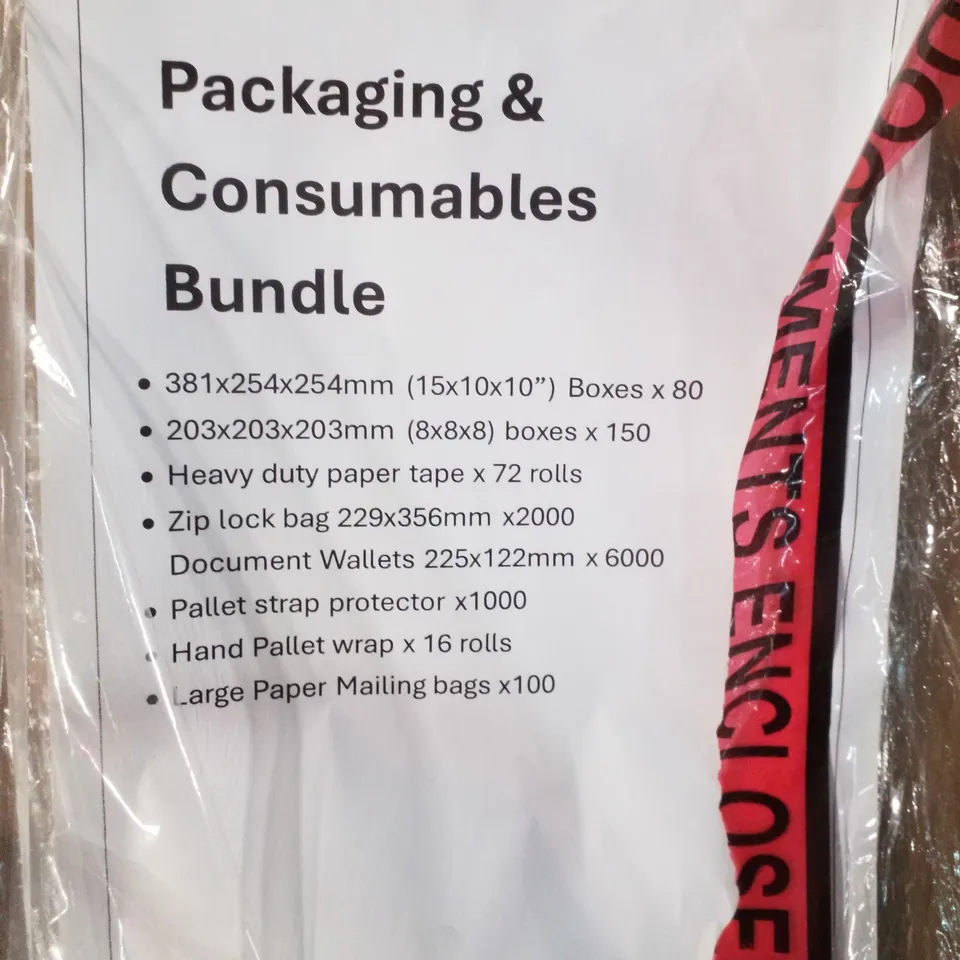 Packaging &
Consumables
Bundle
• 381x254x254mm (15x10x10”) Boxes x 80
• 203x203x203mm (8x8x8) boxes x 150
• Heavy duty paper tape x 72 rolls
• Zip lock bag 229x356mm x2000
Document Wallets 225x122mm x 6000
• Pallet strap protector x1000
• Hand Pallet wrap x 16 rolls
• Large Paper Mailing bags x100
DOCUMENTS ENCLOSE